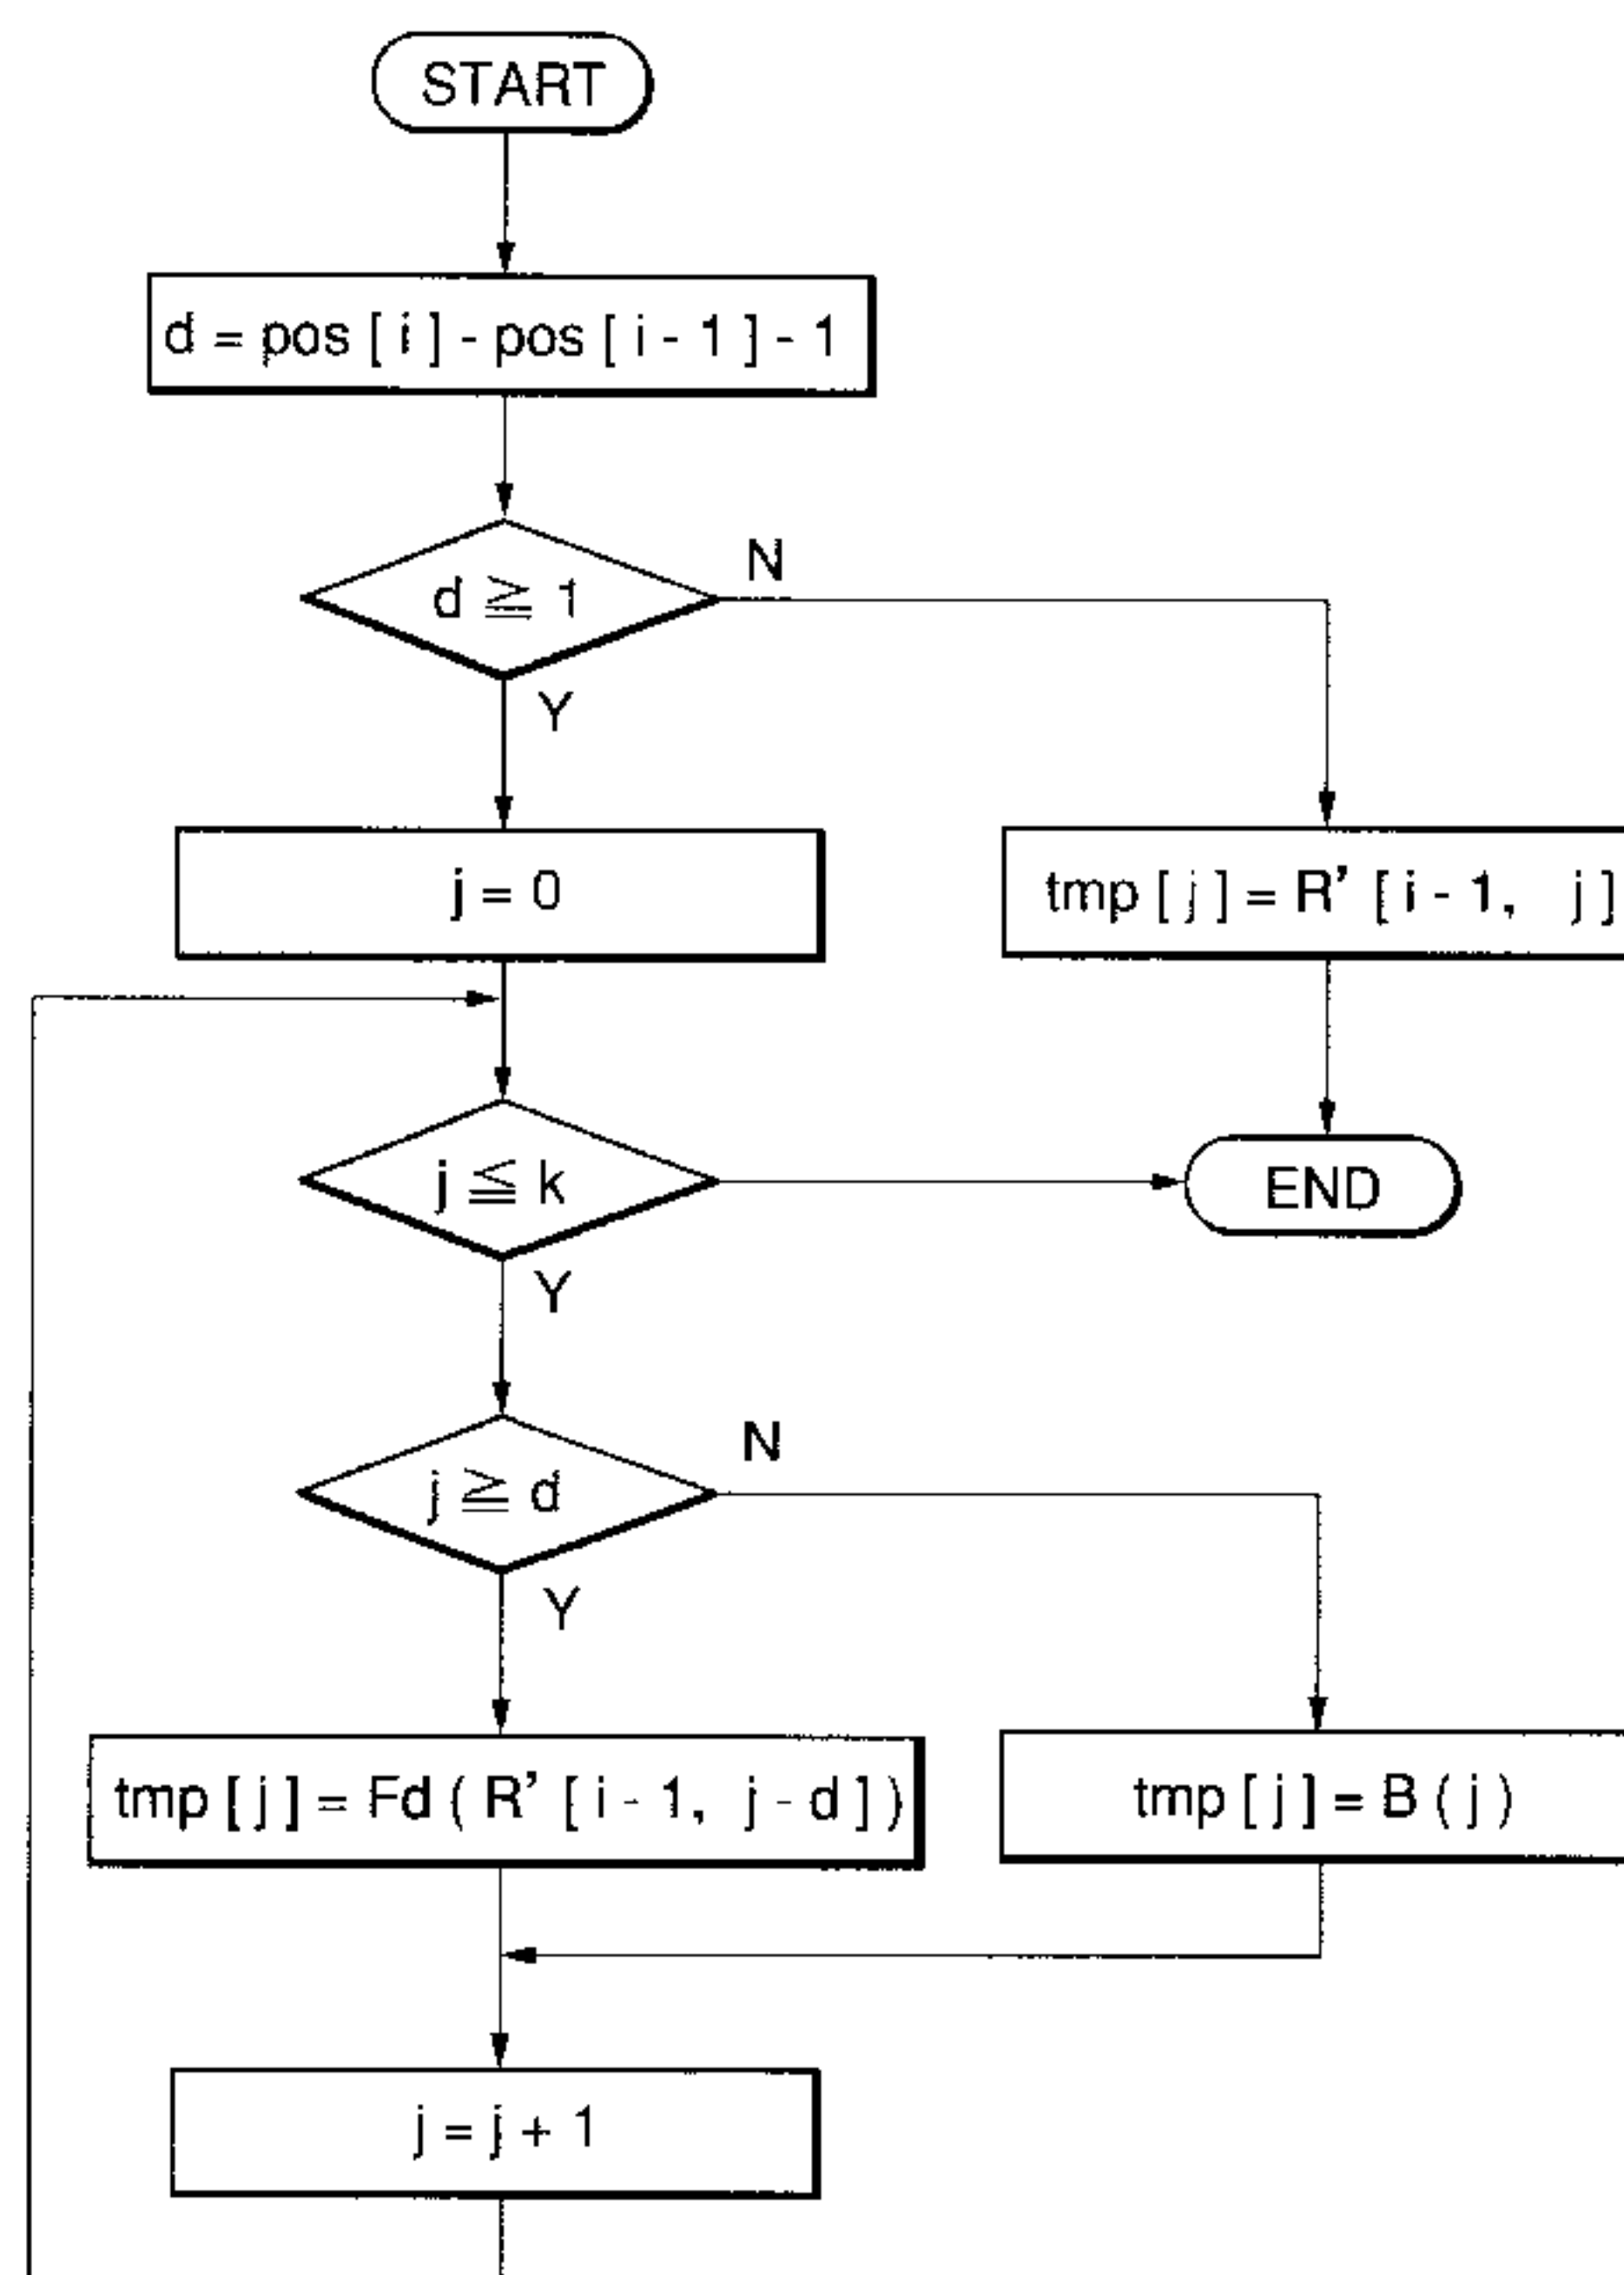 START
d = pos [ i ] - pos [ i - 1 ] - 1
d ≧ 1
N
Y
j = 0
tmp [ j ] = R' [ i - 1, j ]
j ≦ k
END
Y
j ≧ d
N
Y
tmp [ j ] = Fd ( R' [ i - 1, j - d ] )
tmp [ j ] = B ( j )
j = j + 1